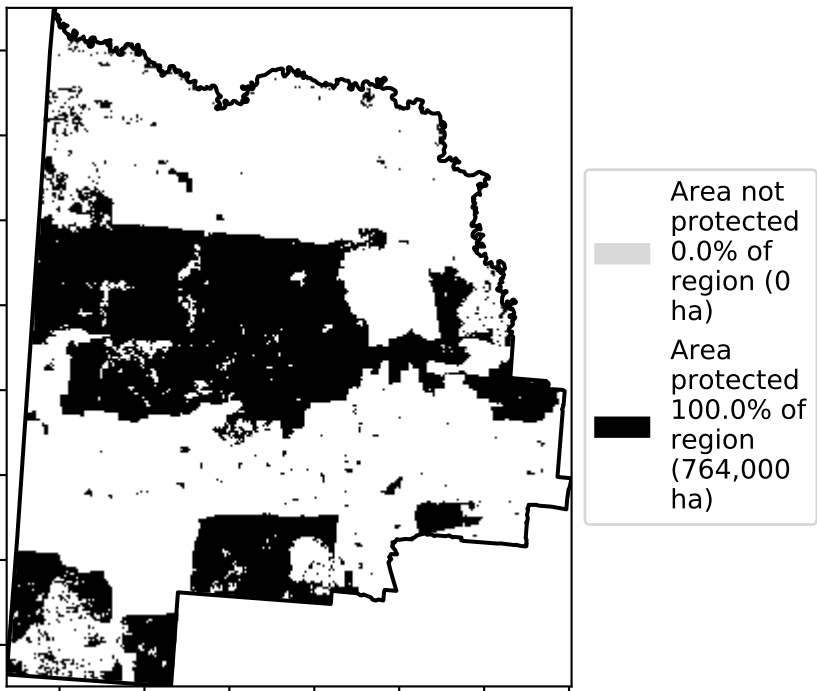 Area not
protected
0.0% of
region (0
ha)
Area
protected
100.0% of
region
(764,000
ha)